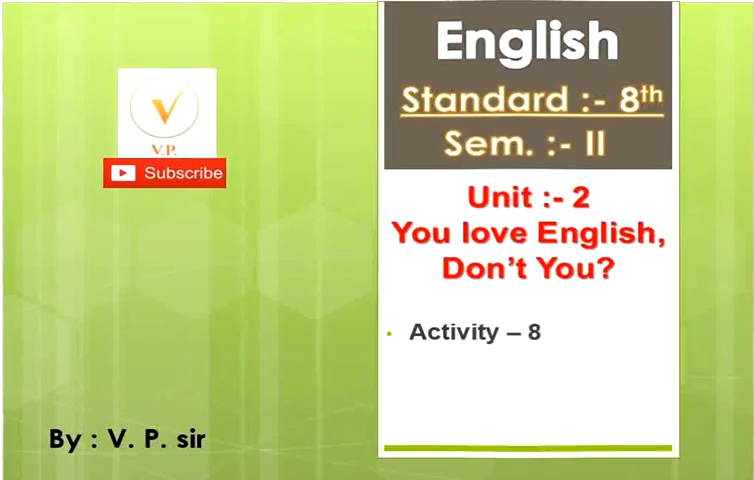 English
Standard :- 8th
Sem. :- II
V
V.P.
Subscribe
Unit :- 2
You love English,
Don't You?
• Activity – 8
By : V. P. sir